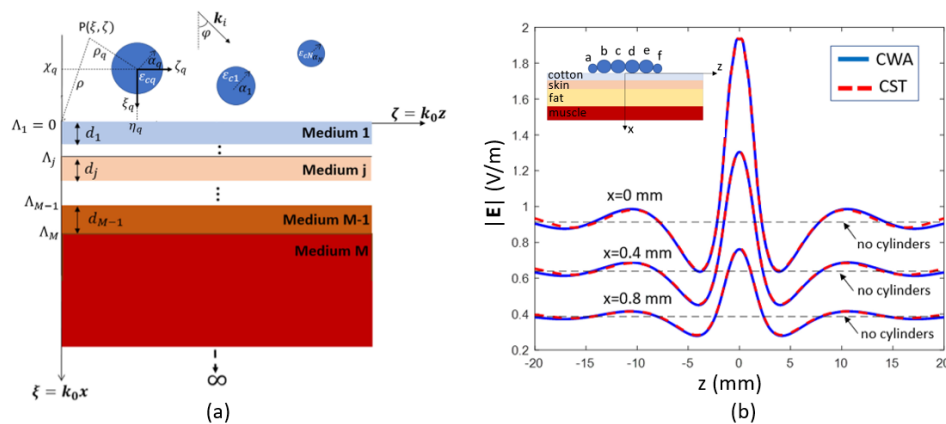 P(ξ, ζ)
k_i
φ
ε_cN
α_N
χ_q
ρ_q
α_q
ε_cq
ζ_q
ε_c1
α_1
ρ
ξ_q
η_q
Λ_1 = 0
ζ = k_0 z
d_1
Medium 1
Λ_j
d_j
Medium j
Λ_{M−1}
d_{M−1}
Medium M-1
Λ_M
Medium M
∞
ξ = k_0 x
(a)
2
1.8
1.6
1.4
1.2
1
0.8
0.6
0.4
0.2
|E| (V/m)
a b c d e f
z
cotton
skin
fat
muscle
x
CWA
CST
x=0 mm
no cylinders
x=0.4 mm
no cylinders
x=0.8 mm
no cylinders
-20 -15 -10 -5 0 5 10 15 20
z (mm)
(b)